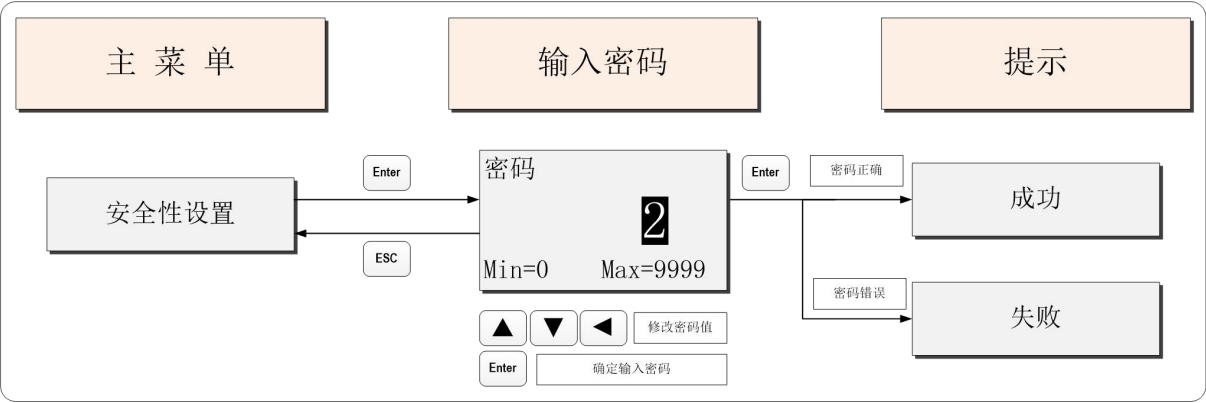 主 菜 单
输入密码
提示
Enter
密码
Enter
密码正确
安全性设置
2
成功
ESC
Min=0 Max=9999
密码错误
▲ ▼ ◀ 修改密码值
失败
Enter 确定输入密码